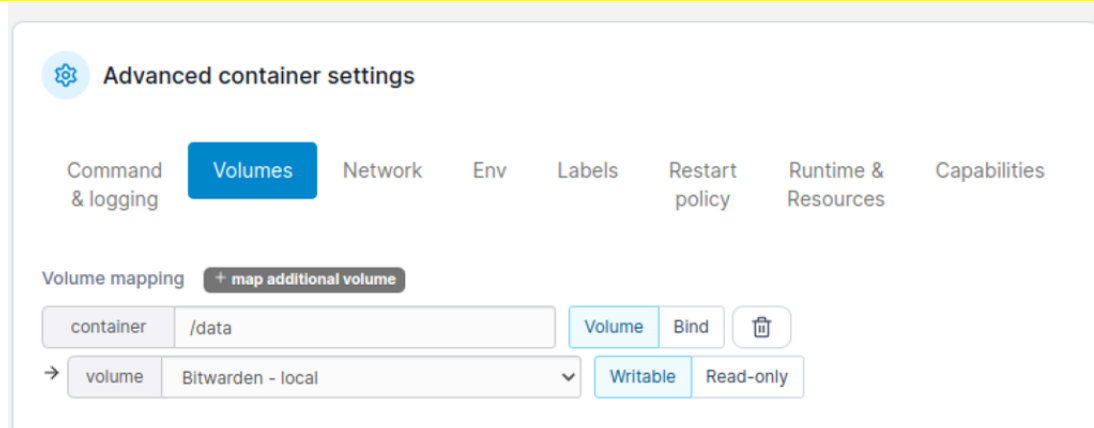 Advanced container settings
Command & logging
Volumes
Network
Env
Labels
Restart policy
Runtime & Resources
Capabilities
Volume mapping
+ map additional volume
container
/data
Volume
Bind
→ volume
Bitwarden - local
Writable
Read-only